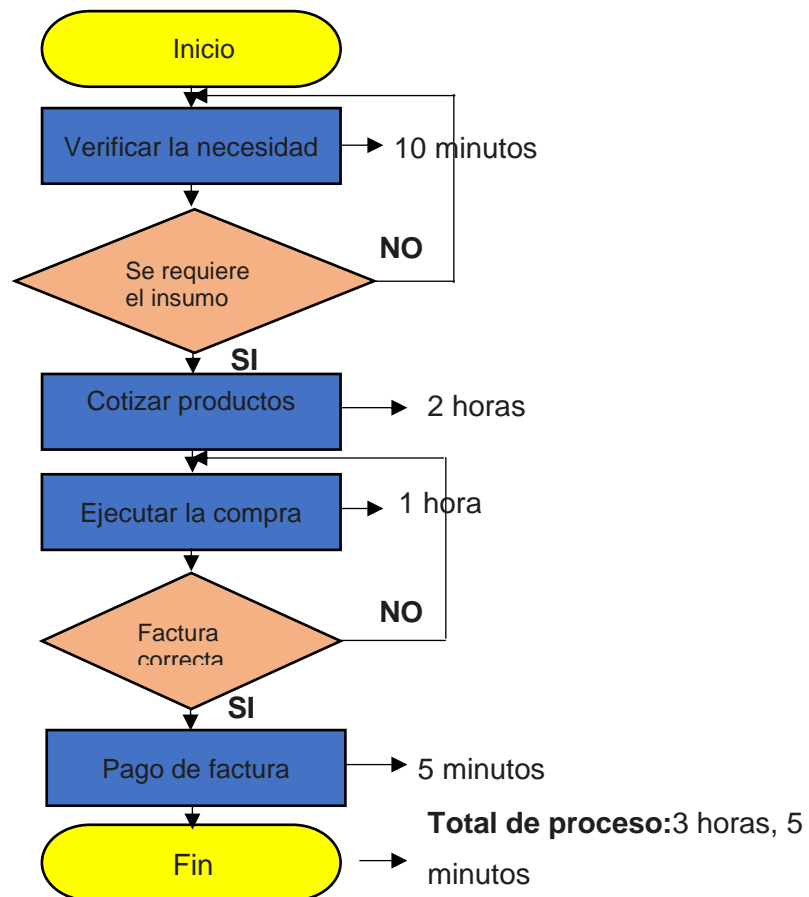 Inicio
Verificar la necesidad
10 minutos
NO
Se requiere
el insumo
SI
Cotizar productos
2 horas
Ejecutar la compra
1 hora
NO
Factura
correcta
SI
Pago de factura
5 minutos
Total de proceso:3 horas, 5
minutos
Fin